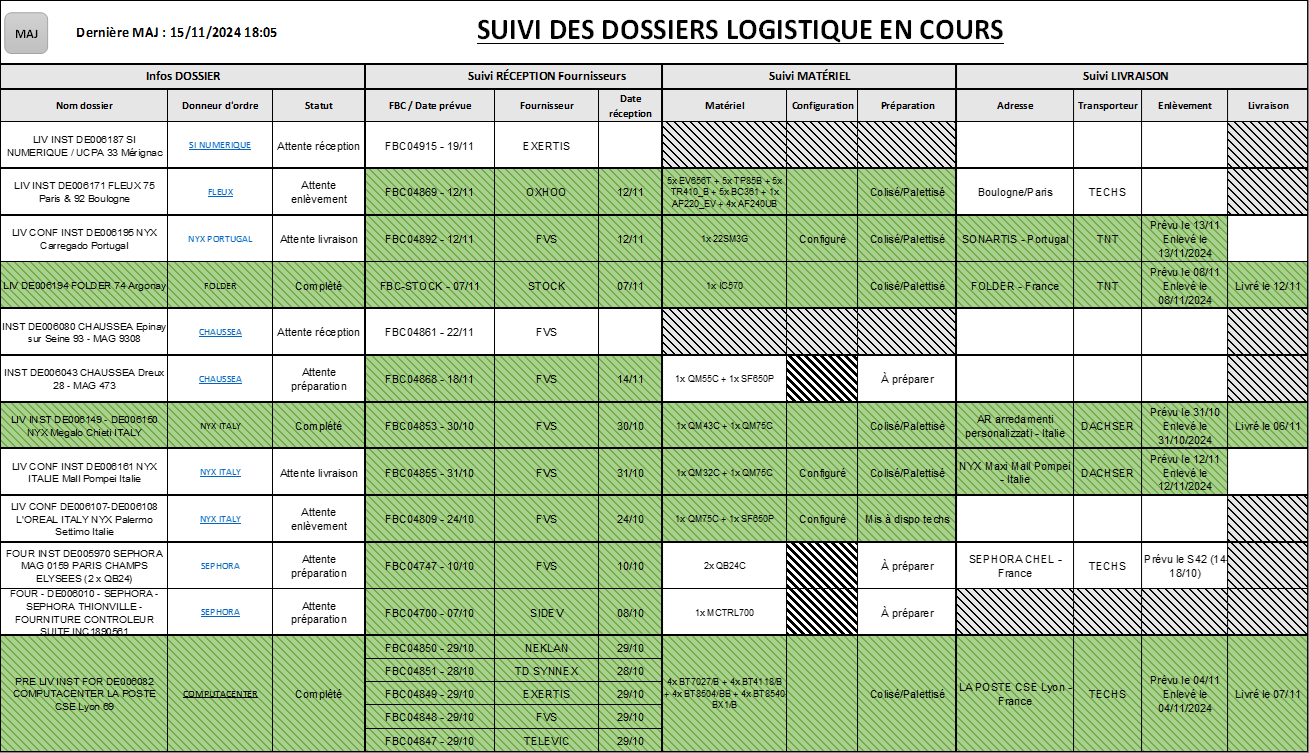 MAJ
Dernière MAJ : 15/11/2024 18:05
SUIVI DES DOSSIERS LOGISTIQUE EN COURS
Infos DOSSIER
Suivi RÉCEPTION Fournisseurs
Suivi MATÉRIEL
Suivi LIVRAISON
Nom dossier
Donneur d'ordre
Statut
FBC / Date prévue
Fournisseur
Date
réception
Matériel
Configuration
Préparation
Adresse
Transporteur
Enlèvement
Livraison
LIV INST DE006187 SI
NUMERIQUE / UCPA 33 Mérignac
SI NUMERIQUE
Attente réception
FBC04915 - 19/11
EXERTIS
LIV INST DE006171 FLEUX 75
Paris & 92 Boulogne
FLEUX
Attente
enlèvement
FBC04869 - 12/11
OXHOO
12/11
5x EV656T + 5x TP85B + 5x
TR410_B + 5x BC361 + 1x
AF220_EV + 4x AF240UB
Colisé/Palettisé
Boulogne/Paris
TECHS
LIV CONF INST DE006195 NYX
Carregado Portugal
NYX PORTUGAL
Attente livraison
FBC04892 - 12/11
FVS
12/11
1x 22SM3G
Configuré
Colisé/Palettisé
SONARTIS - Portugal
TNT
Prévu le 13/11
Enlevé le
13/11/2024
LIV DE006194 FOLDER 74 Argonay
FOLDER
Complété
FBC-STOCK - 07/11
STOCK
07/11
1x IC570
Colisé/Palettisé
FOLDER - France
TNT
Prévu le 08/11
Enlevé le
08/11/2024
Livré le 12/11
INST DE006080 CHAUSSEA Epinay
sur Seine 93 - MAG 9308
CHAUSSEA
Attente réception
FBC04861 - 22/11
FVS
INST DE006043 CHAUSSEA Dreux
28 - MAG 473
CHAUSSEA
Attente
préparation
FBC04868 - 18/11
FVS
14/11
1x QM55C + 1x SF650P
À préparer
LIV INST DE006149 - DE006150
NYX Megalo Chieti ITALY
NYX ITALY
Complété
FBC04853 - 30/10
FVS
30/10
1x QM43C + 1x QM75C
Colisé/Palettisé
AR arredamenti
personalizzati - Italie
DACHSER
Prévu le 31/10
Enlevé le
31/10/2024
Livré le 06/11
LIV CONF INST DE006161 NYX
ITALIE Mall Pompei Italie
NYX ITALY
Attente livraison
FBC04855 - 31/10
FVS
31/10
1x QM32C + 1x QM75C
Configuré
Colisé/Palettisé
NYX Maxi Mall Pompei
- Italie
DACHSER
Prévu le 12/11
Enlevé le
12/11/2024
LIV CONF DE006107-DE006108
L'OREAL ITALY NYX Palermo
Settimo Italie
NYX ITALY
Attente
enlèvement
FBC04809 - 24/10
FVS
24/10
1x QM75C + 1x SF650P
Configuré
Mis à dispo techs
FOUR INST DE005970 SEPHORA
MAG 0159 PARIS CHAMPS
ELYSEES (2 x QB24)
SEPHORA
Attente
préparation
FBC04747 - 10/10
FVS
10/10
2x QB24C
À préparer
SEPHORA CHEL -
France
TECHS
Prévu le S42 (14-
18/10)
FOUR - DE006010 - SEPHORA -
SEPHORA THIONVILLE -
FOURNITURE CONTROLEUR
SUITE INC1890561
SEPHORA
Attente
préparation
FBC04700 - 07/10
SIDEV
08/10
1x MCTRL700
À préparer
PRE LIV INST FOR DE006082
COMPUTACENTER LA POSTE
CSE Lyon 69
COMPUTACENTER
Complété
FBC04850 - 29/10
NEKLAN
29/10
FBC04851 - 28/10
TD SYNNEX
28/10
FBC04849 - 29/10
EXERTIS
29/10
FBC04848 - 29/10
FVS
29/10
FBC04847 - 29/10
TELEVIC
29/10
4x BT7027/B + 4x BT4118/B
+ 4x BT8504/BB + 4x BT8540-
BX1/B
Colisé/Palettisé
LA POSTE CSE Lyon -
France
TECHS
Prévu le 04/11
Enlevé le
04/11/2024
Livré le 07/11